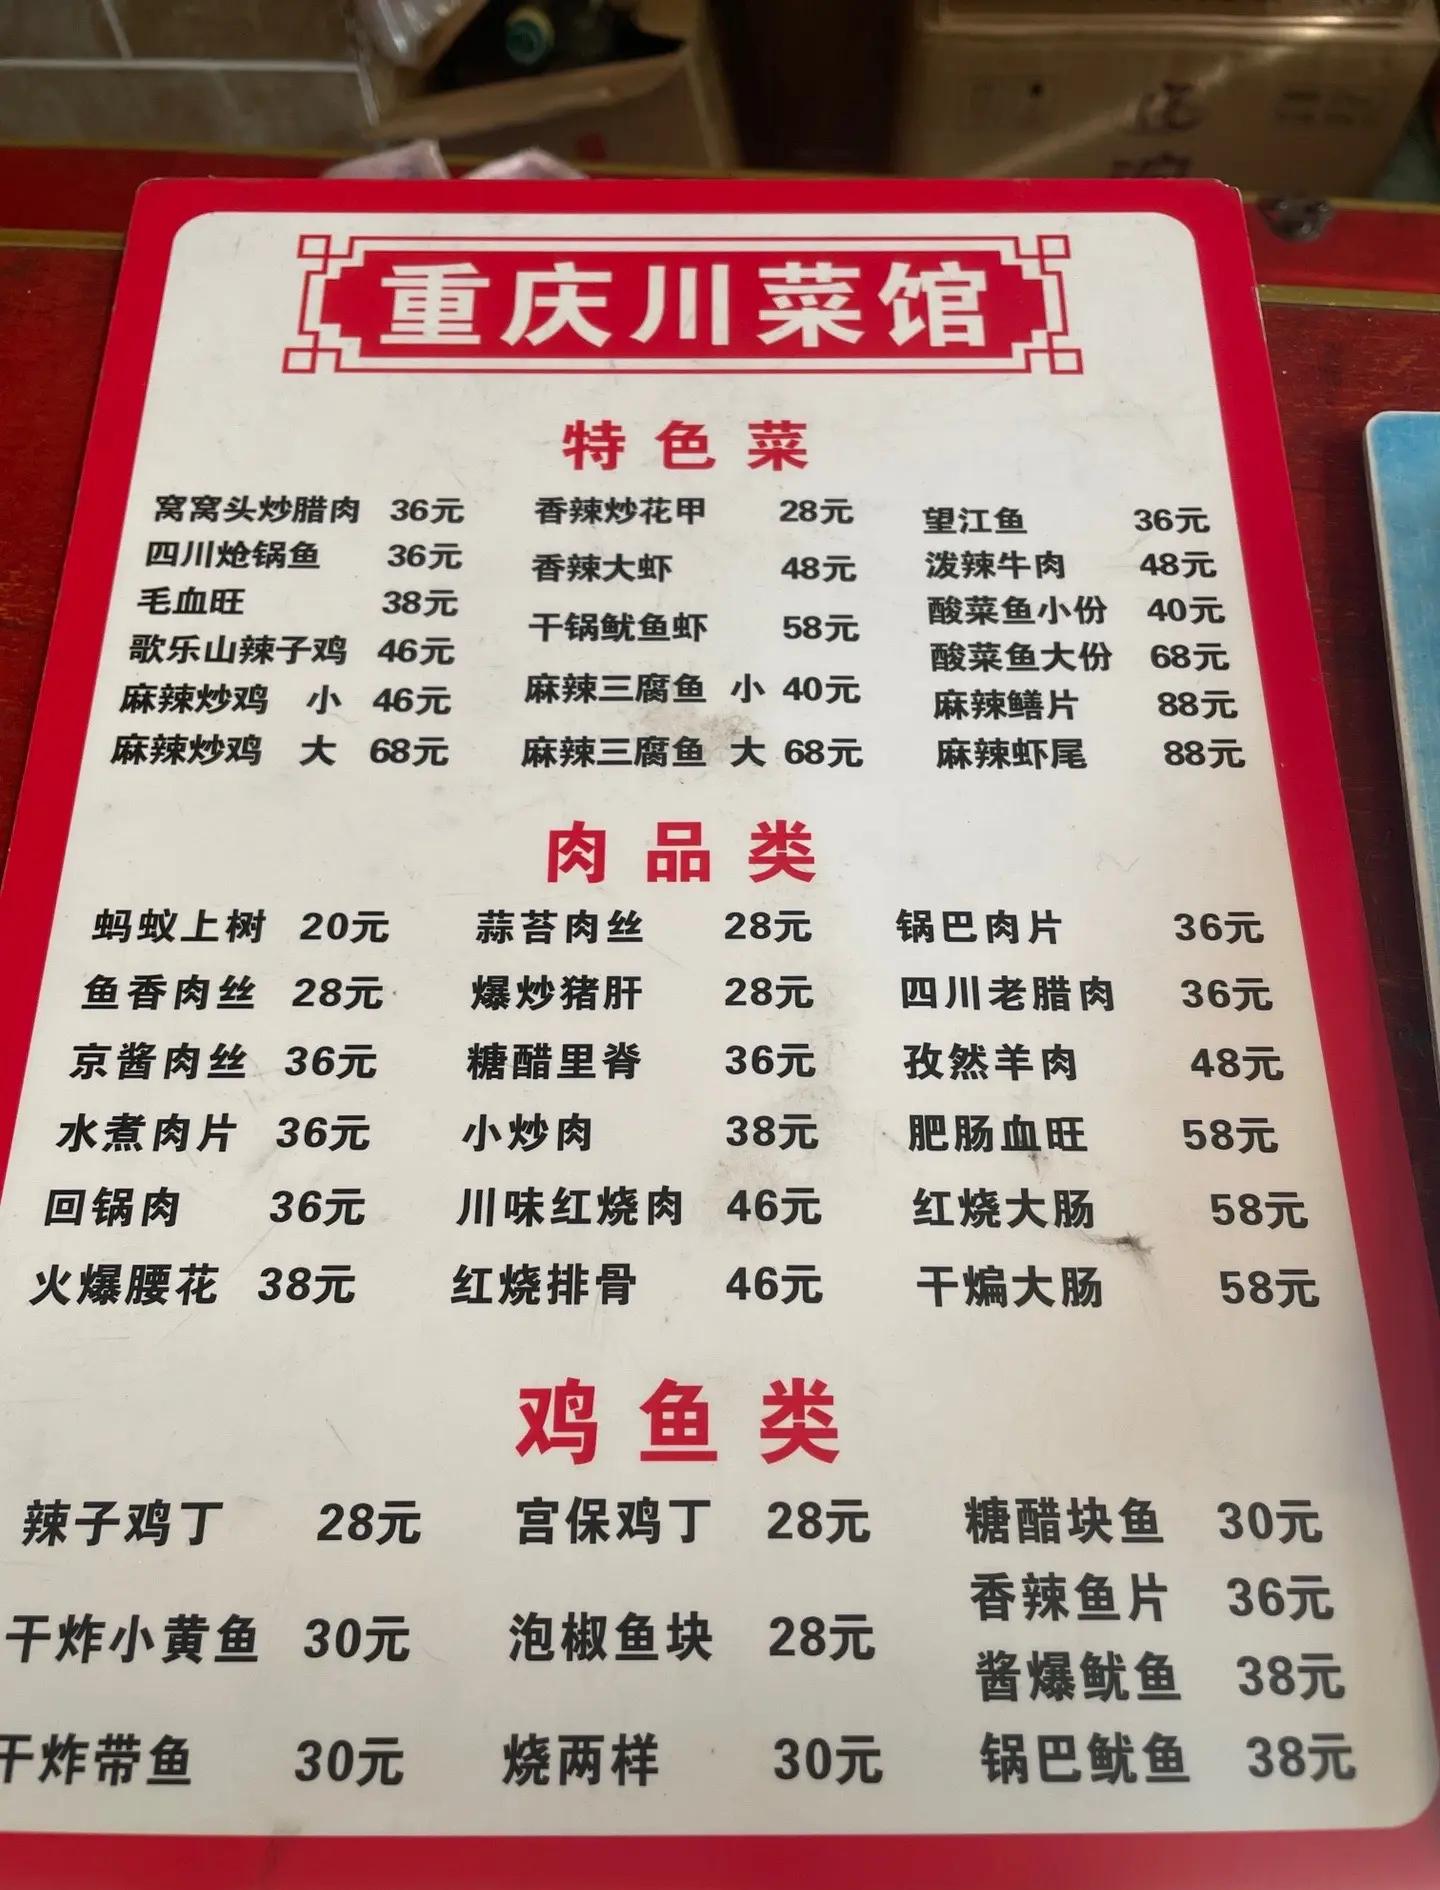 重庆川菜馆
特色菜
窝窝头炒腊肉 36元 香辣炒花甲 28元 望江鱼 36元
四川炝锅鱼 36元 香辣大虾 48元 泼辣牛肉 48元
毛血旺 38元 干锅鱿鱼虾 58元 酸菜鱼小份 40元
歌乐山辣子鸡 46元 麻辣三腐鱼 小 40元 酸菜鱼大份 68元
麻辣炒鸡 小 46元 麻辣三腐鱼 大 68元 麻辣鳝片 88元
麻辣炒鸡 大 68元 麻辣虾尾 88元
肉品类
蚂蚁上树 20元 蒜苔肉丝 28元 锅巴肉片 36元
鱼香肉丝 28元 爆炒猪肝 28元 四川老腊肉 36元
京酱肉丝 36元 糖醋里脊 36元 孜然羊肉 48元
水煮肉片 36元 小炒肉 38元 肥肠血旺 58元
回锅肉 36元 川味红烧肉 46元 红烧大肠 58元
火爆腰花 38元 红烧排骨 46元 干煸大肠 58元
鸡鱼类
辣子鸡丁 28元 宫保鸡丁 28元 糖醋块鱼 30元
香辣鱼片 36元
干炸小黄鱼 30元 泡椒鱼块 28元 酱爆鱿鱼 38元
干炸带鱼 30元 烧两样 30元 锅巴鱿鱼 38元